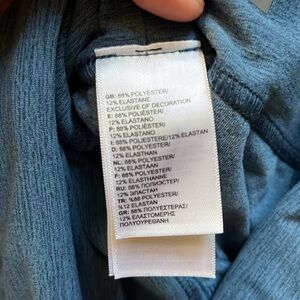 GB: 88% POLYESTER/
12% ELASTANE
EXCLUSIVE OF DECORATION
E: 88% POLIÉSTER/
12% ELASTANO
P: 88% POLIÉSTER/
12% ELASTANO
I: 88% POLIESTERE/12% ELASTAN
D: 88% POLYESTER/
12% ELASTHAN
NL: 88% POLYESTER/
12% ELASTAAN
F: 88% POLYESTER/
12% ELASTHANNE
RU: 88% ПОЛИЭСТЕР/
12% ЭЛАСТАН
TR: %88 POLYESTER/
%12 ELASTAN
GR: 88% ΠΟΛΥΕΣΤΕΡΑΣ/
12% ΕΛΑΣΤΟΜΕΡΗΣ
ΠΟΛΥΟΥΡΕΘΑΝΗ